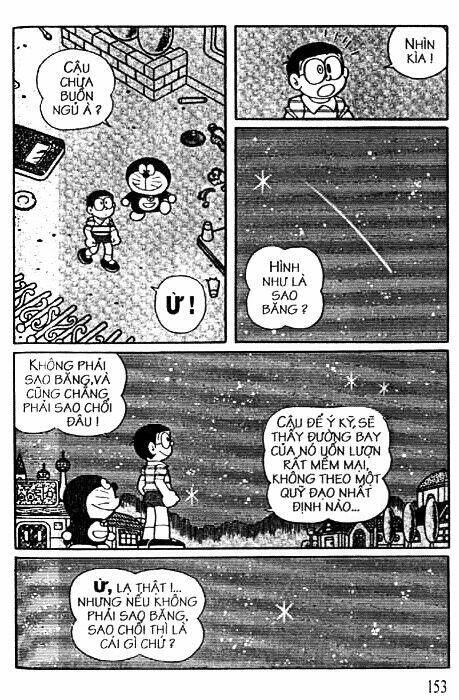 CẬU
CHƯA
BUỒN
NGỦ À ?
Ừ !
NHÌN
KÌA !
HÌNH
NHƯ LÀ
SAO
BĂNG ?
KHÔNG PHẢI
SAO BĂNG,VÀ
CŨNG CHẲNG
PHẢI SAO CHỔI
ĐÂU !
CẬU ĐỂ Ý KỸ, SẼ
THẤY ĐƯỜNG BAY
CỦA NÓ UỐN LƯỢN
RẤT MỀM MẠI,
KHÔNG THEO MỘT
QUỸ ĐẠO NHẤT
ĐỊNH NÀO...
Ừ, LẠ THẬT !...
NHƯNG NẾU KHÔNG
PHẢI SAO BĂNG,
SAO CHỔI THÌ LÀ
CÁI GÌ CHỨ ?
153